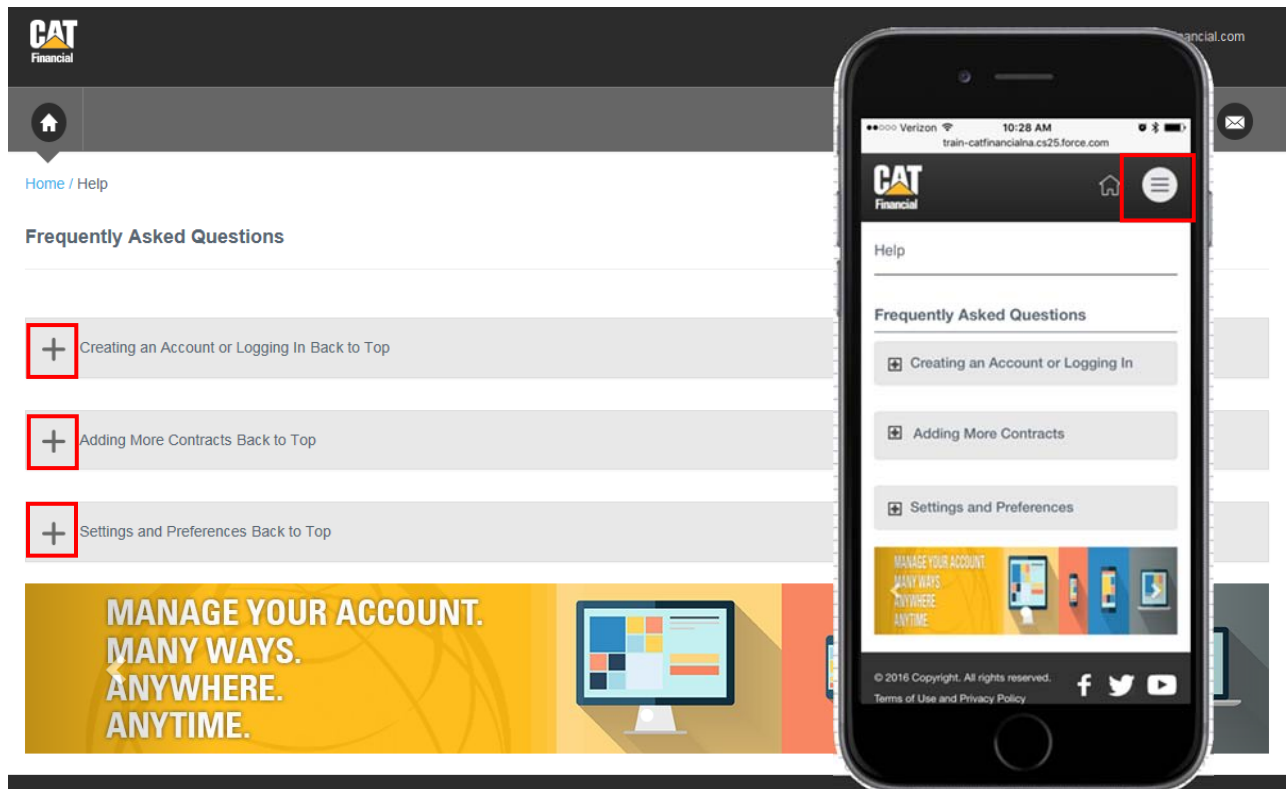 CAT
Financial
ancial.com
Home / Help
Frequently Asked Questions
Creating an Account or Logging In Back to Top
Adding More Contracts Back to Top
Settings and Preferences Back to Top
MANAGE YOUR ACCOUNT.
MANY WAYS.
ANYWHERE.
ANYTIME.
Verizon 10:28 AM
train-catfinancialna.cs25.force.com
CAT
Financial
Help
Frequently Asked Questions
Creating an Account or Logging In
Adding More Contracts
Settings and Preferences
MANAGE YOUR ACCOUNT.
MANY WAYS.
ANYWHERE.
ANYTIME.
© 2016 Copyright. All rights reserved.
Terms of Use and Privacy Policy